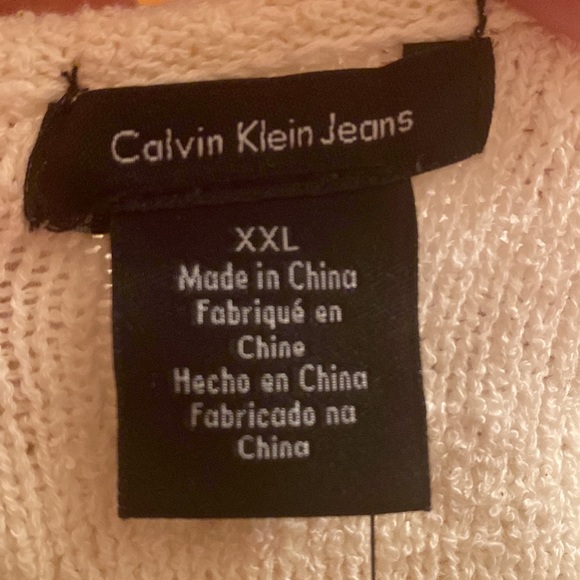 Calvin Klein Jeans
XXL
Made in China
Fabriqué en
Chine
Hecho en China
Fabricado na
China